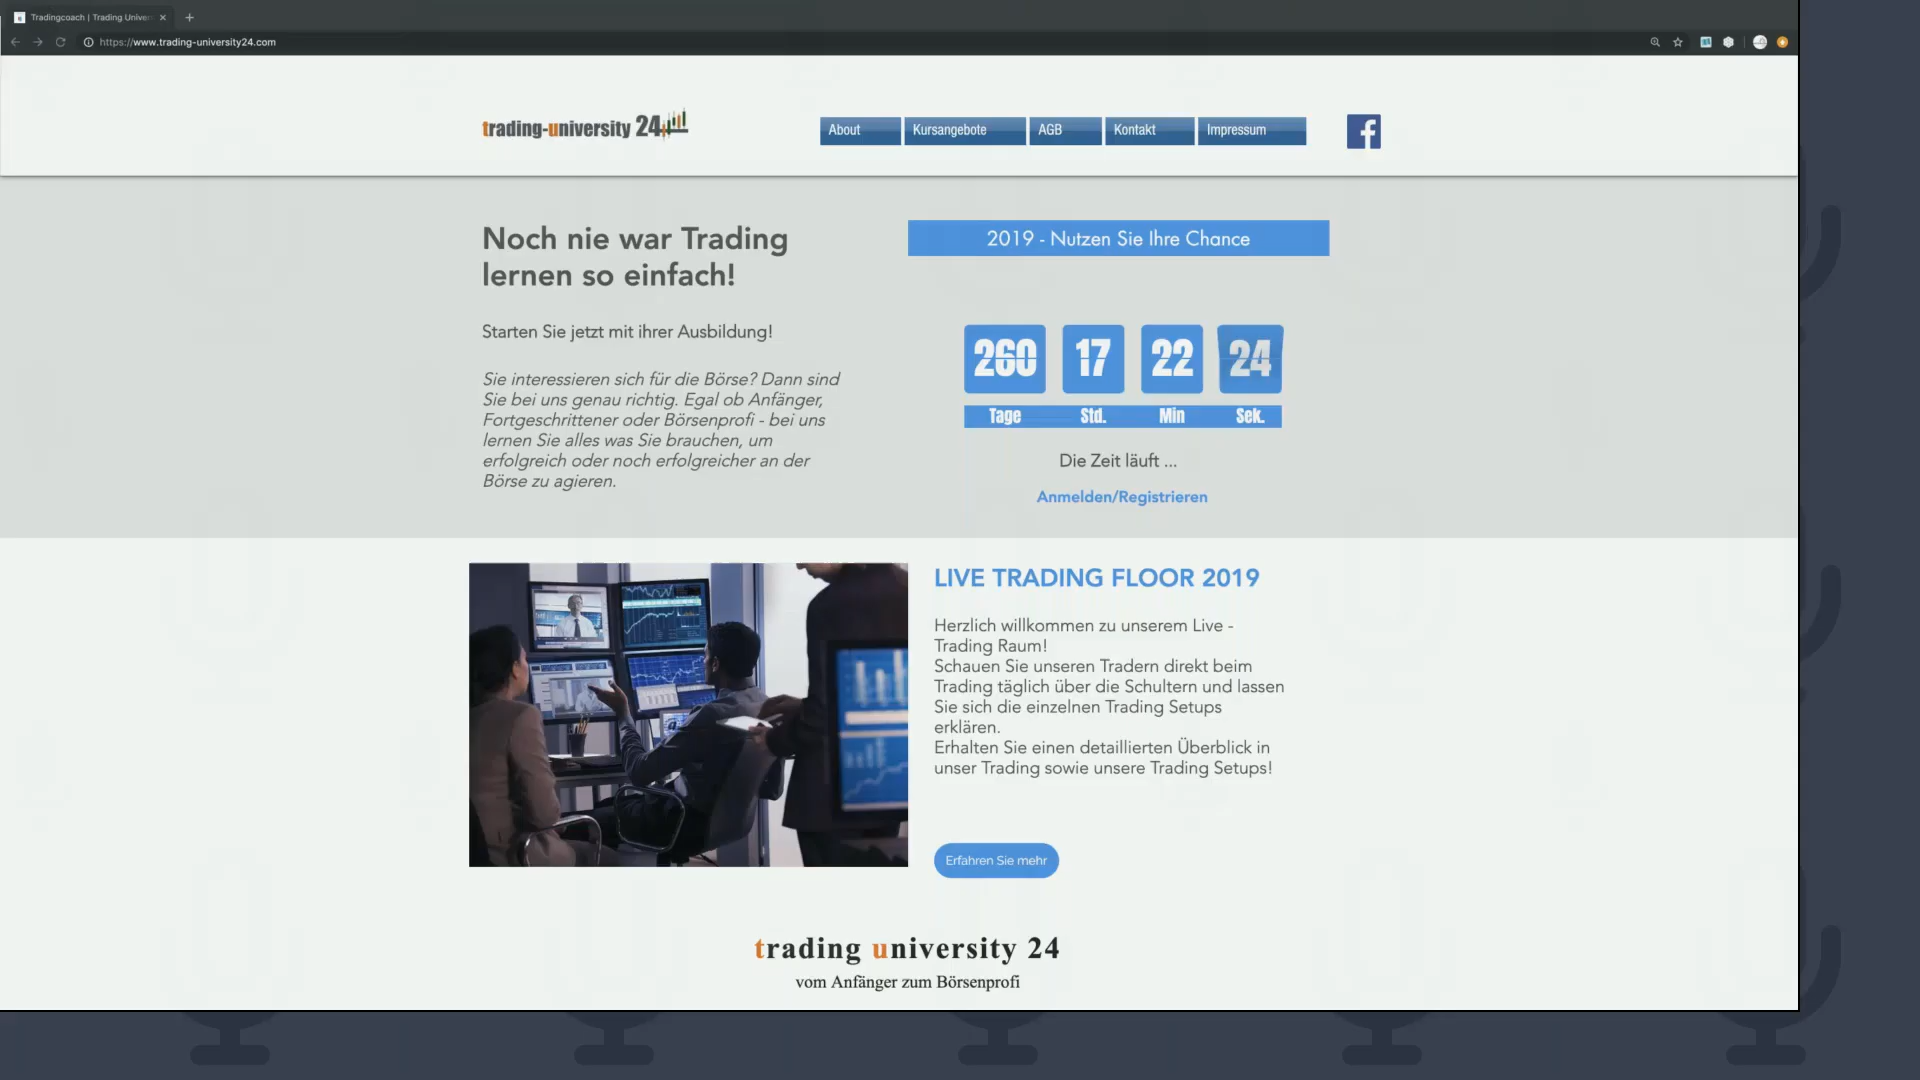 Tradingcoach | Trading Univer
https://www.trading-university24.com
trading-university 24
About
Kursangebote
AGB
Kontakt
Impressum
Noch nie war Trading
lernen so einfach!
Starten Sie jetzt mit ihrer Ausbildung!
Sie interessieren sich für die Börse? Dann sind
Sie bei uns genau richtig. Egal ob Anfänger,
Fortgeschrittener oder Börsenprofi - bei uns
lernen Sie alles was Sie brauchen, um
erfolgreich oder noch erfolgreicher an der
Börse zu agieren.
2019 - Nutzen Sie Ihre Chance
260 17 22 24
Tage Std. Min Sek.
Die Zeit läuft ...
Anmelden/Registrieren
LIVE TRADING FLOOR 2019
Herzlich willkommen zu unserem Live -
Trading Raum!
Schauen Sie unseren Tradern direkt beim
Trading täglich über die Schultern und lassen
Sie sich die einzelnen Trading Setups
erklären.
Erhalten Sie einen detaillierten Überblick in
unser Trading sowie unsere Trading Setups!
Erfahren Sie mehr
trading university 24
vom Anfänger zum Börsenprofi